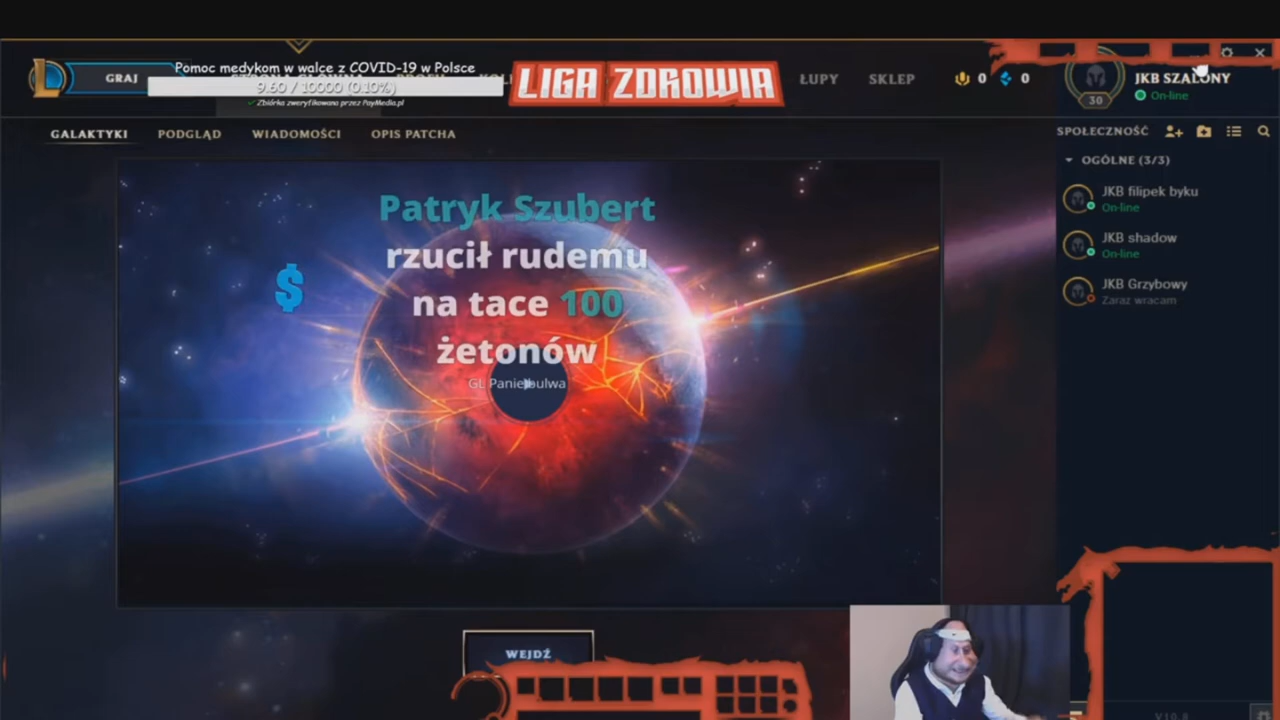 Pomoc medykom w walce z COVID-19 w Polsce
9.60 / 10000 (0.10%)
Zbiórka zweryfikowana przez PayMedia.pl
GRAJ
LIGA ZDROWIA
ŁUPY
SKLEP
0
0
30
JKB SZALONY
On-line
GALAKTYKI
PODGLĄD
WIADOMOŚCI
OPIS PATCHA
SPOŁECZNOŚĆ
OGÓLNE (3/3)
JKB filipek byku
On-line
JKB shadow
On-line
JKB Grzybowy
Zaraz wracam
Patryk Szubert
rzucił rudemu
na tace 100
żetonów
$
WEJDŹ